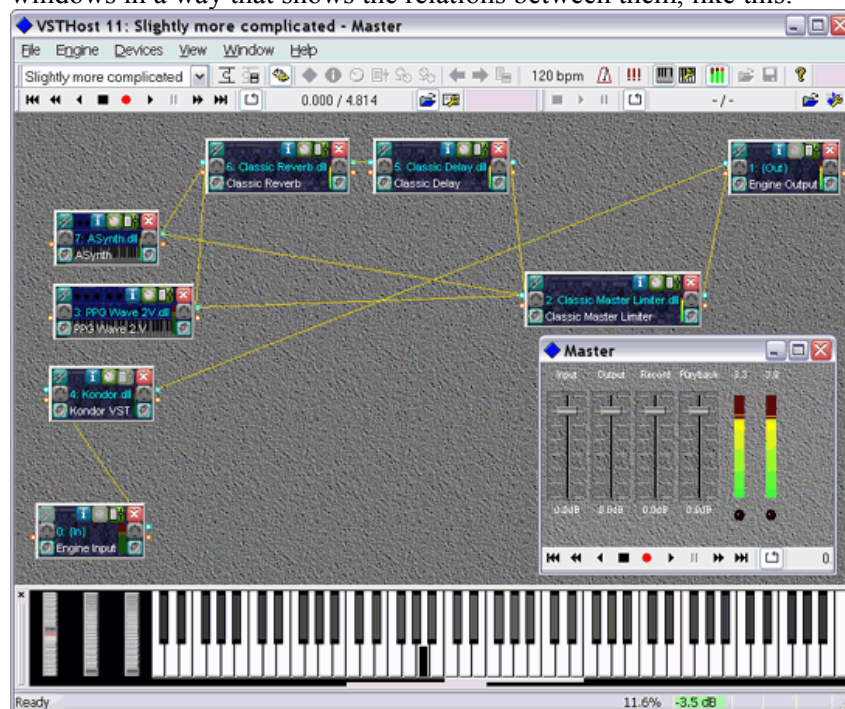 windows in a way that shows the relations between them, like this:
VSTHost 11: Slightly more complicated - Master
File Engine Devices View Window Help
Slightly more complicated 120 bpm
0.000 / 4.814 - / -
6: Classic Reverb.dll
Classic Reverb
5: Classic Delay.dll
Classic Delay
1: (Out)
Engine Output
7: ASynth.dll
ASynth
3: PPG Wave 2V.dll
PPG Wave 2.V
2: Classic Master Limiter.dll
Classic Master Limiter
4: Kondor.dll
Kondor VST
0: (In)
Engine Input
Master
Input Output Record Playback -3.3 -3.8
0.0dB 0.0dB 0.0dB 0.0dB
0.
Ready 11.6% -3.5 dB